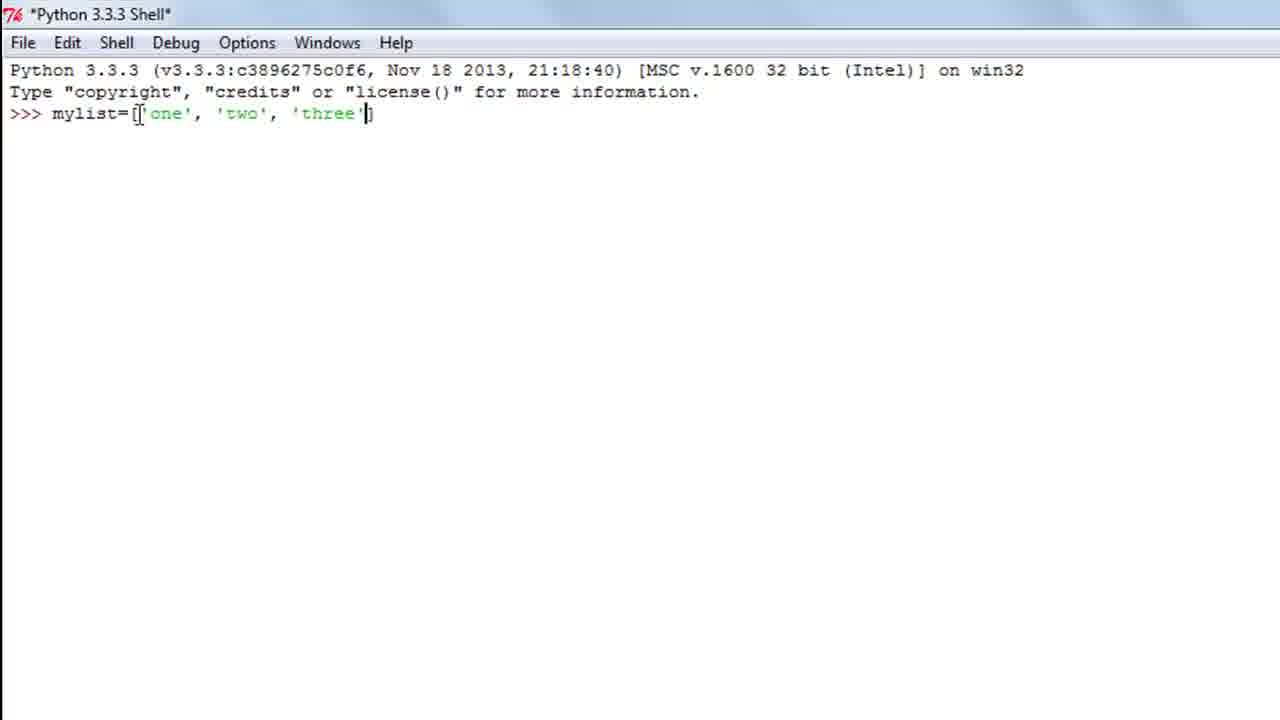 *Python 3.3.3 Shell*
File Edit Shell Debug Options Windows Help
Python 3.3.3 (v3.3.3:c3896275c0f6, Nov 18 2013, 21:18:40) [MSC v.1600 32 bit (Intel)] on win32
Type "copyright", "credits" or "license()" for more information.
>>> mylist=['one', 'two', 'three']